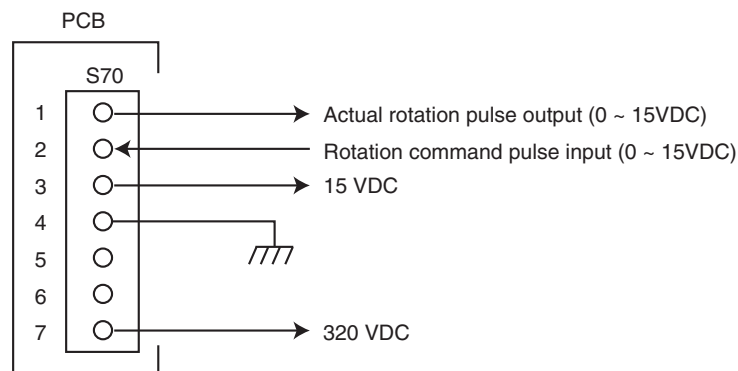 PCB
S70
1 Actual rotation pulse output (0 ~ 15VDC)
2 Rotation command pulse input (0 ~ 15VDC)
3 15 VDC
4
5
6
7 320 VDC